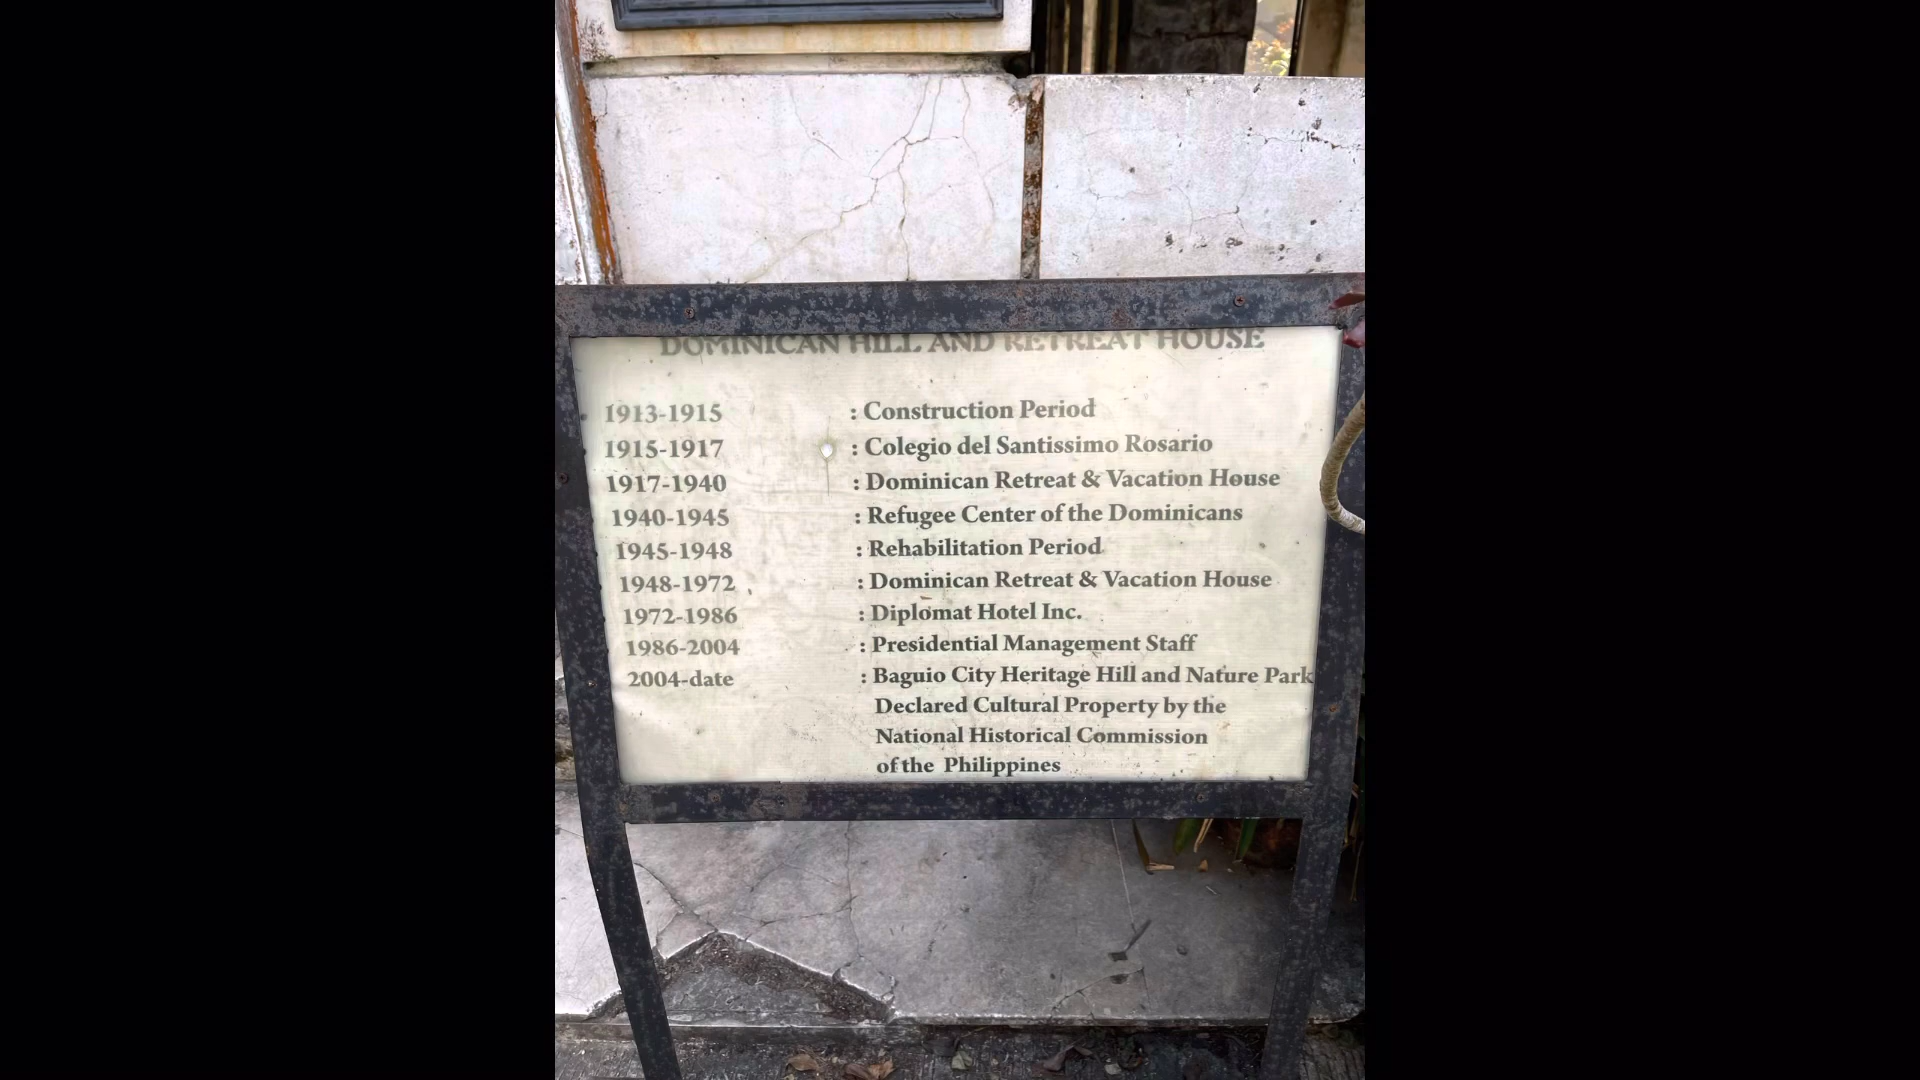 DOMINICAN HILL AND RETREAT HOUSE
1913-1915 : Construction Period
1915-1917 : Colegio del Santissimo Rosario
1917-1940 : Dominican Retreat & Vacation House
1940-1945 : Refugee Center of the Dominicans
1945-1948 : Rehabilitation Period
1948-1972 : Dominican Retreat & Vacation House
1972-1986 : Diplomat Hotel Inc.
1986-2004 : Presidential Management Staff
2004-date : Baguio City Heritage Hill and Nature Park
Declared Cultural Property by the
National Historical Commission
of the Philippines